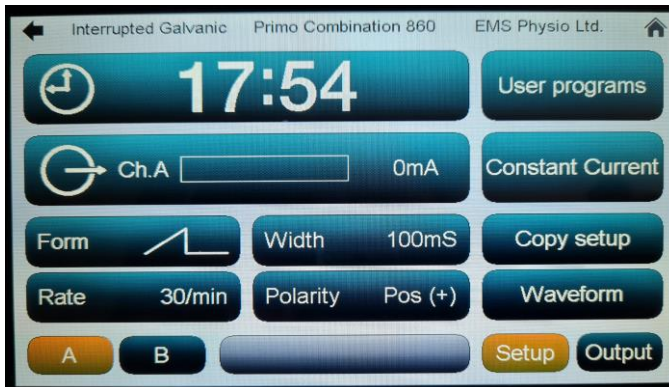 Interrupted Galvanic Primo Combination 860 EMS Physio Ltd.
17:54
User programs
Ch.A 0mA
Constant Current
Form
Width 100mS
Copy setup
Rate 30/min
Polarity Pos (+)
Waveform
A
B
Setup
Output